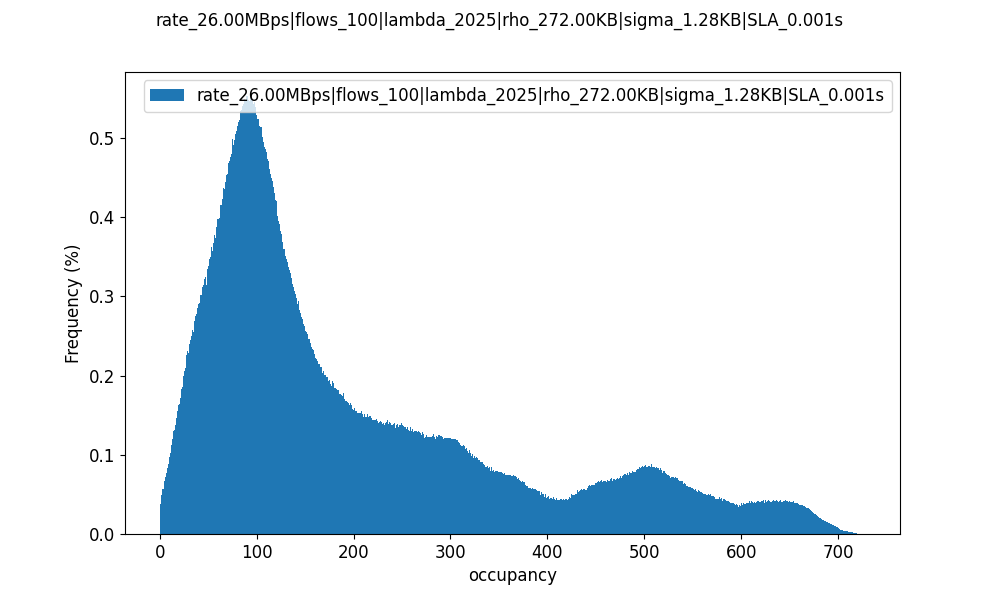 rate_26.00MBps|flows_100|lambda_2025|rho_272.00KB|sigma_1.28KB|SLA_0.001s
rate_26.00MBps|flows_100|lambda_2025|rho_272.00KB|sigma_1.28KB|SLA_0.001s
0.5
0.4
0.3
0.2
0.1
0.0
Frequency (%)
0 100 200 300 400 500 600 700
occupancy